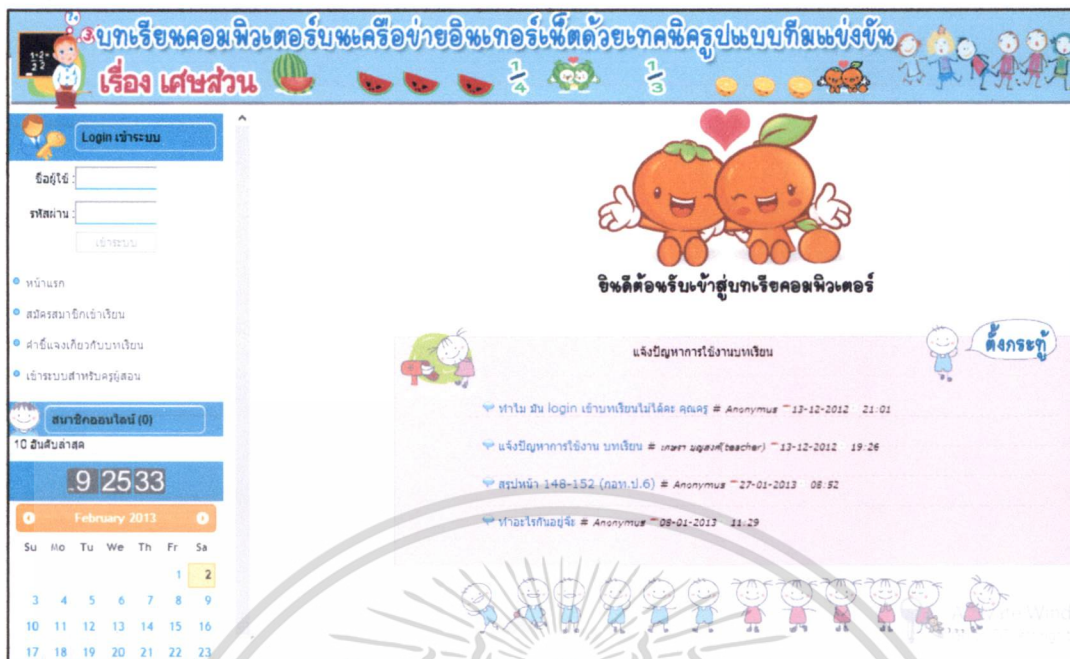 บทเรียนคอมพิวเตอร์บนเครือข่ายอินเทอร์เน็ตด้วยเทคนิครูปแบบทีมแข่งขัน
เรื่อง เศษส่วน
1/4
1/3
Login เข้าระบบ
ชื่อผู้ใช้ :
รหัสผ่าน :
เข้าระบบ
หน้าแรก
สมัครสมาชิกเข้าเรียน
คำชี้แจงเกี่ยวกับบทเรียน
เข้าระบบสำหรับครูผู้สอน
สมาชิกออนไลน์ (0)
10 อันดับล่าสุด
9 25 33
February 2013
Su Mo Tu We Th Fr Sa
1 2
3 4 5 6 7 8 9
10 11 12 13 14 15 16
17 18 19 20 21 22 23
ยินดีต้อนรับเข้าสู่บทเรียคอมพิวเตอร์
แจ้งปัญหาการใช้งานบทเรียน
ตั้งกระทู้
ทำไม มัน login เข้าบทเรียนไม่ได้คะ คุณครู # Anonymus 13-12-2012 21:01
แจ้งปัญหาการใช้งาน บทเรียน # (teacher) 13-12-2012 19:26
สรุปหน้า 148-152 (กอท.ป.6) # Anonymus 27-01-2013 08:52
ทำอะไรกันอยู่จ๊ะ # Anonymus 08-01-2013 11:29